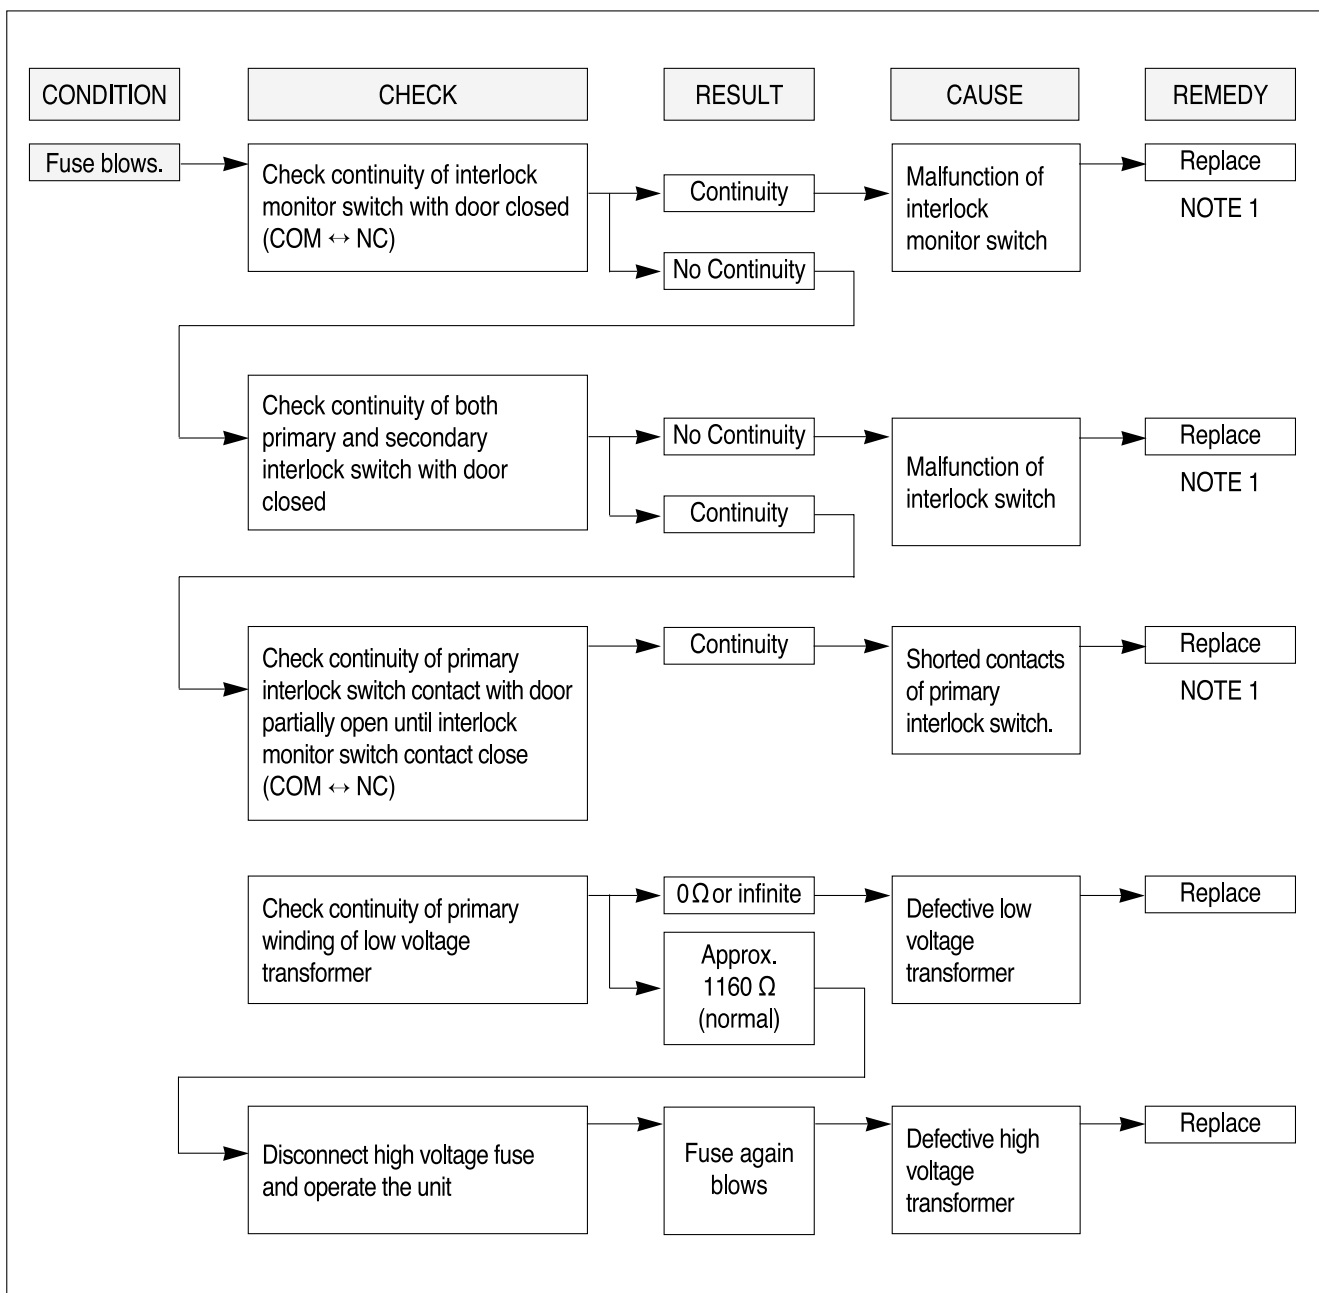 CONDITION
CHECK
RESULT
CAUSE
REMEDY
Fuse blows.
Check continuity of interlock
monitor switch with door closed
(COM ↔ NC)
Continuity
No Continuity
Malfunction of
interlock
monitor switch
Replace
NOTE 1
Check continuity of both
primary and secondary
interlock switch with door
closed
No Continuity
Continuity
Malfunction of
interlock switch
Replace
NOTE 1
Check continuity of primary
interlock switch contact with door
partially open until interlock
monitor switch contact close
(COM ↔ NC)
Continuity
Shorted contacts
of primary
interlock switch.
Replace
NOTE 1
Check continuity of primary
winding of low voltage
transformer
0 Ω or infinite
Approx.
1160 Ω
(normal)
Defective low
voltage
transformer
Replace
Disconnect high voltage fuse
and operate the unit
Fuse again
blows
Defective high
voltage
transformer
Replace